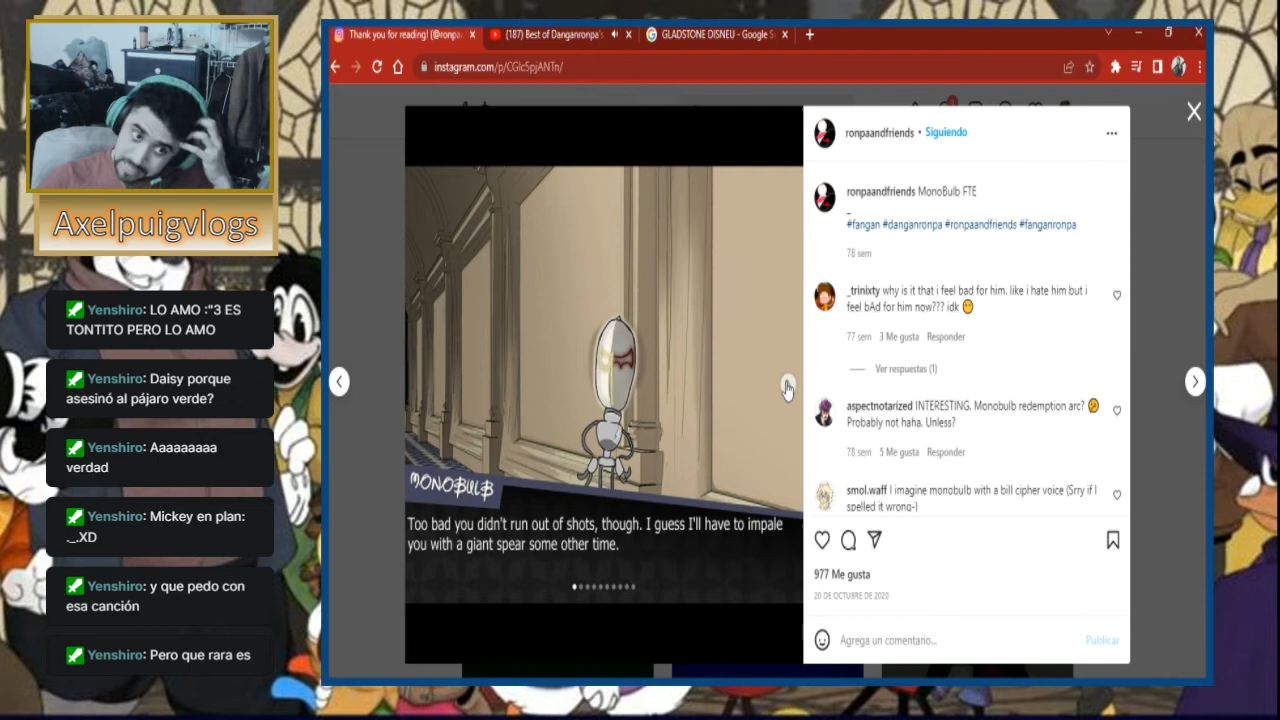 Axelpuigvlogs
Yenshiro: LO AMO :"3 ES
TONTITO PERO LO AMO
Yenshiro: Daisy porque
asesinó al pájaro verde?
Yenshiro: Aaaaaaaaa
verdad
Yenshiro: Mickey en plan:
._.XD
Yenshiro: y que pedo con
esa canción
Yenshiro: Pero que rara es
Thank you for reading! (@ronpa
(187) Best of Danganronpa's
GLADSTONE DISNEU - Google S
instagram.com/p/CGlc5pjANTn/
MONOBULB
Too bad you didn't run out of shots, though. I guess I'll have to impale
you with a giant spear some other time.
ronpaandfriends • Siguiendo
ronpaandfriends MonoBulb FTE
_
#fangan #danganronpa #ronpaandfriends #fanganronpa
78 sem
_trinixty why is it that i feel bad for him. like i hate him but i
feel bAd for him now??? idk
77 sem 3 Me gusta Responder
Ver respuestas (1)
aspectnotarized INTERESTING. Monobulb redemption arc?
Probably not haha. Unless?
78 sem 5 Me gusta Responder
smol.waff I imagine monobulb with a bill cipher voice (Srry if I
spelled it wrong-)
977 Me gusta
20 DE OCTUBRE DE 2020
Agrega un comentario...
Publicar